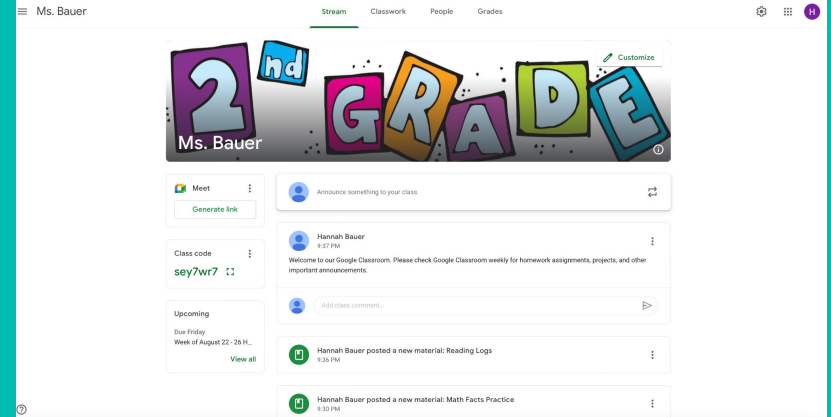 Ms. Bauer
Stream Classwork People Grades
H
2nd GRADE
Customize
Ms. Bauer
Meet
Generate link
Class code
sey7wr7
Upcoming
Due Friday
Week of August 22 - 26 H...
View all
Announce something to your class
Hannah Bauer
9:37 PM
Welcome to our Google Classroom. Please check Google Classroom weekly for homework assignments, projects, and other
important announcements.
Add class comment...
Hannah Bauer posted a new material: Reading Logs
9:36 PM
Hannah Bauer posted a new material: Math Facts Practice
9:30 PM